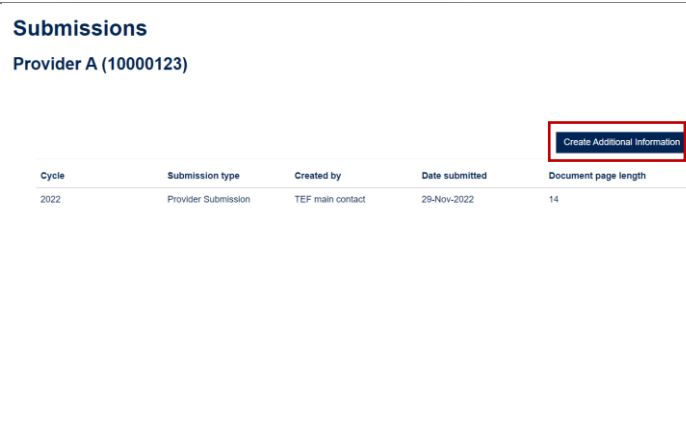 Submissions
Provider A (10000123)
Create Additional Information
Cycle Submission type Created by Date submitted Document page length
2022 Provider Submission TEF main contact 29-Nov-2022 14